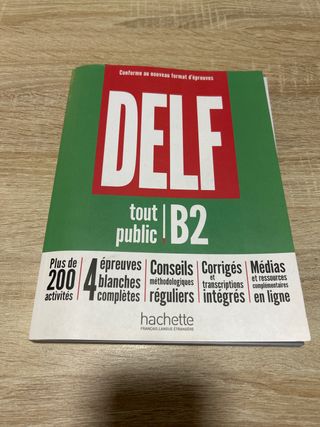 Conforme au nouveau format d'épreuves
DELF
tout
public
B2
Plus de
200
activités
4 épreuves
blanches
complètes
Conseils
méthodologiques
réguliers
Corrigés
et
transcriptions
intégrés
Médias
et ressources
complémentaires
en ligne
hachette
FRANÇAIS LANGUE ÉTRANGÈRE